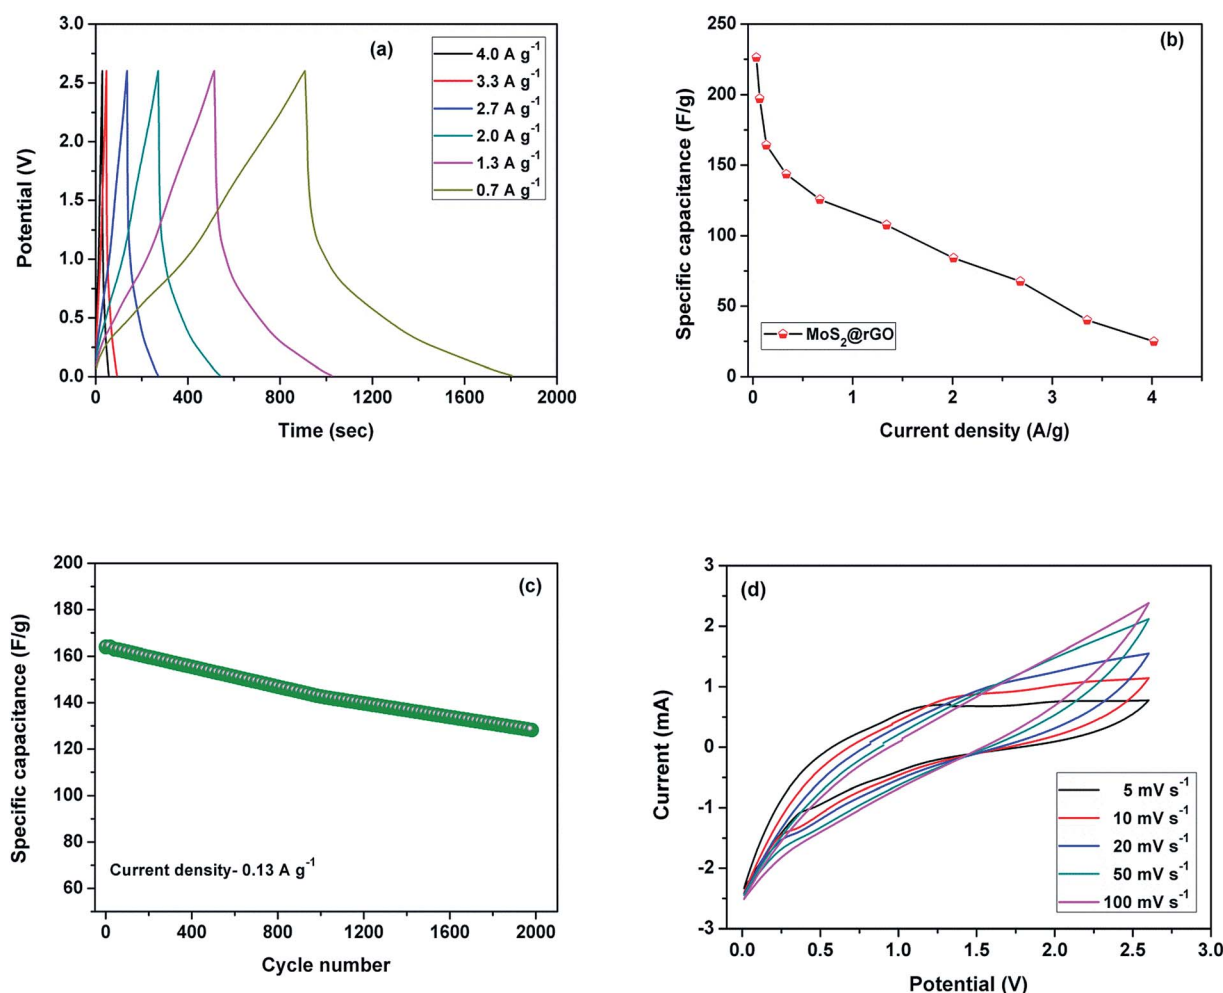 (a)
4.0 A g⁻¹
3.3 A g⁻¹
2.7 A g⁻¹
2.0 A g⁻¹
1.3 A g⁻¹
0.7 A g⁻¹
3.0
2.5
2.0
1.5
1.0
0.5
0.0
Potential (V)
0 400 800 1200 1600 2000
Time (sec)
(b)
250
200
150
100
50
0
Specific capacitance (F/g)
MoS₂@rGO
0 1 2 3 4
Current density (A/g)
(c)
200
180
160
140
120
100
80
60
Specific capacitance (F/g)
Current density- 0.13 A g⁻¹
0 400 800 1200 1600 2000
Cycle number
(d)
3
2
1
0
-1
-2
-3
Current (mA)
5 mV s⁻¹
10 mV s⁻¹
20 mV s⁻¹
50 mV s⁻¹
100 mV s⁻¹
0.0 0.5 1.0 1.5 2.0 2.5 3.0
Potential (V)